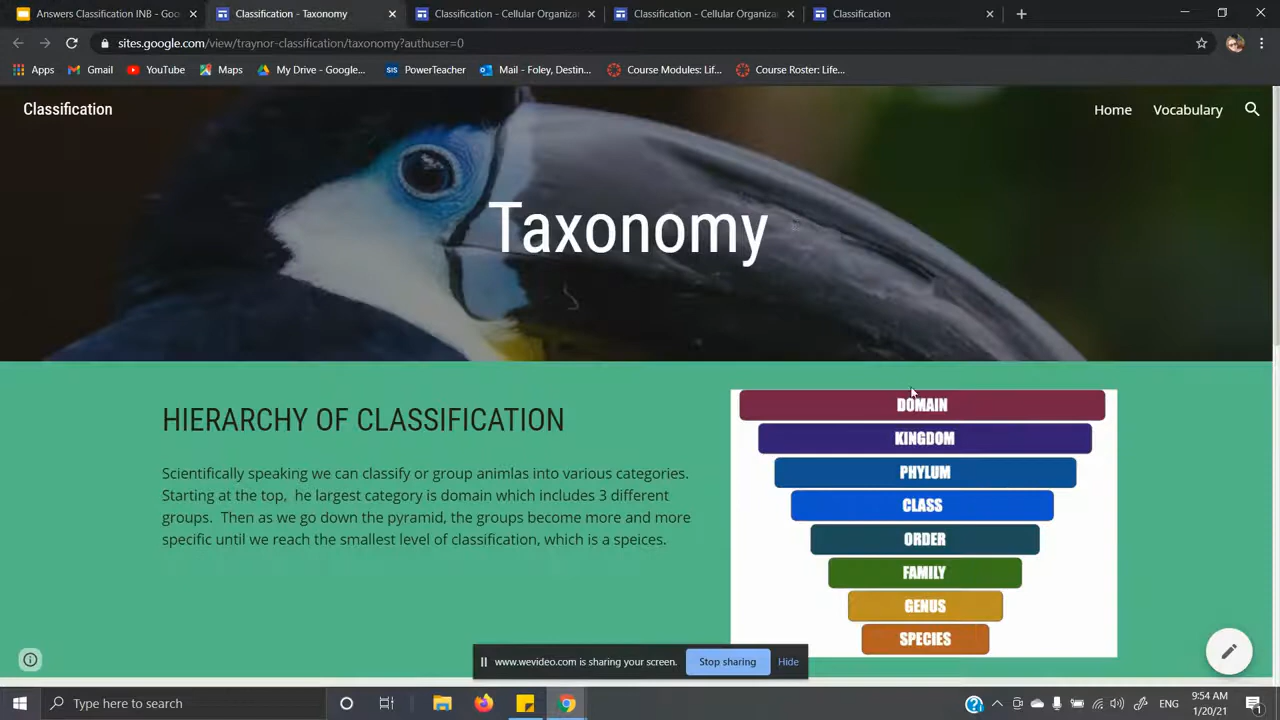 Answers Classification INB - Goo
Classification - Taxonomy
Classification - Cellular Organiza
Classification - Cellular Organiza
Classification
sites.google.com/view/traynor-classification/taxonomy?authuser=0
Apps
Gmail
YouTube
Maps
My Drive - Google...
SIS PowerTeacher
Mail - Foley, Destin...
Course Modules: Lif...
Course Roster: Life...
Classification
Home
Vocabulary
Taxonomy
HIERARCHY OF CLASSIFICATION
Scientifically speaking we can classify or group animlas into various categories.
Starting at the top,  he largest category is domain which includes 3 different
groups.  Then as we go down the pyramid, the groups become more and more
specific until we reach the smallest level of classification, which is a speices.
DOMAIN
KINGDOM
PHYLUM
CLASS
ORDER
FAMILY
GENUS
SPECIES
www.wevideo.com is sharing your screen.
Stop sharing
Hide
Type here to search
ENG
9:54 AM
1/20/21
1